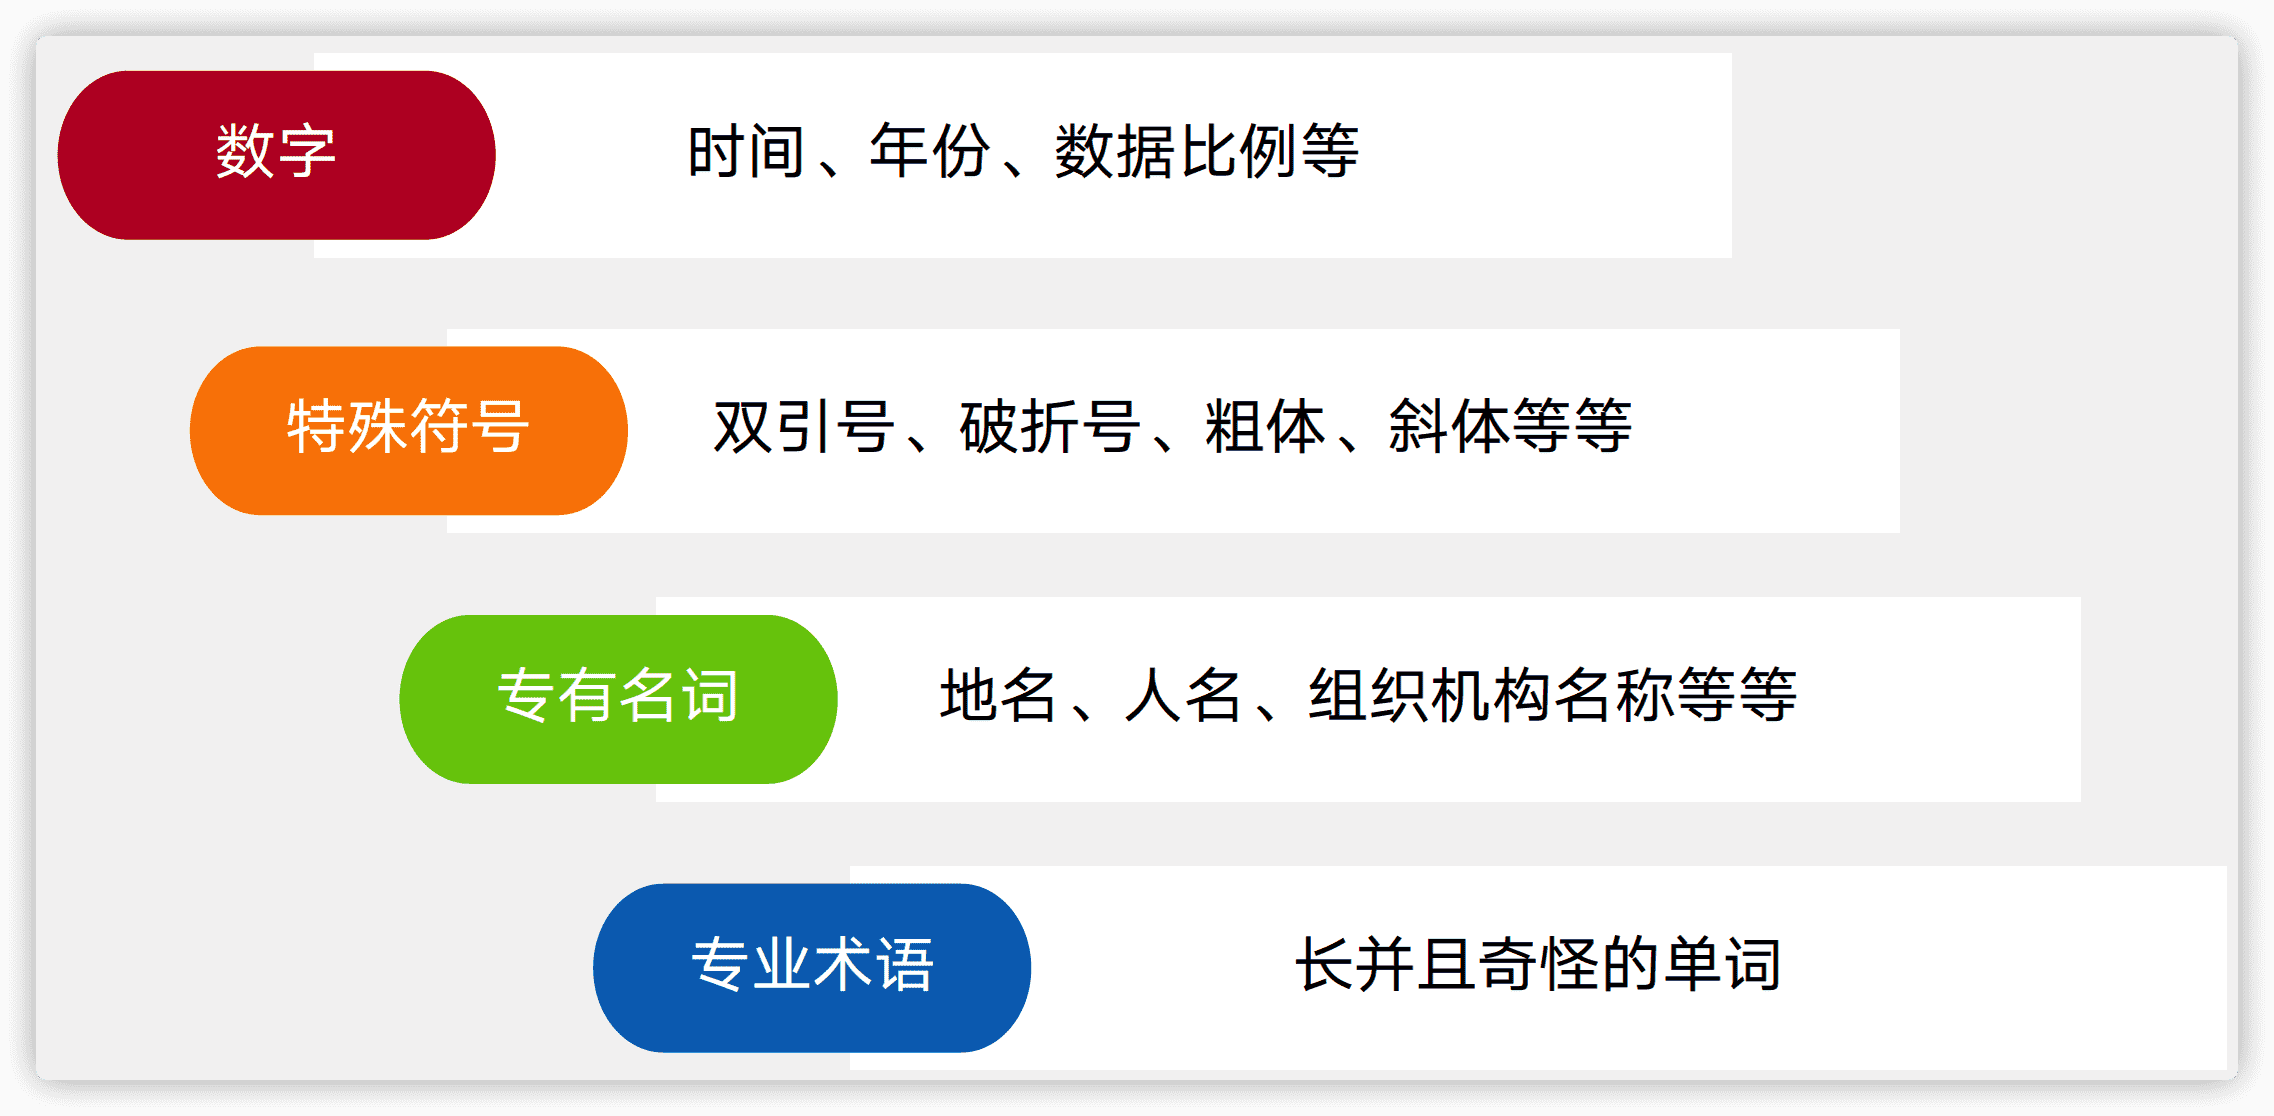 数字
时间、年份、数据比例等
特殊符号
双引号、破折号、粗体、斜体等等
专有名词
地名、人名、组织机构名称等等
专业术语
长并且奇怪的单词